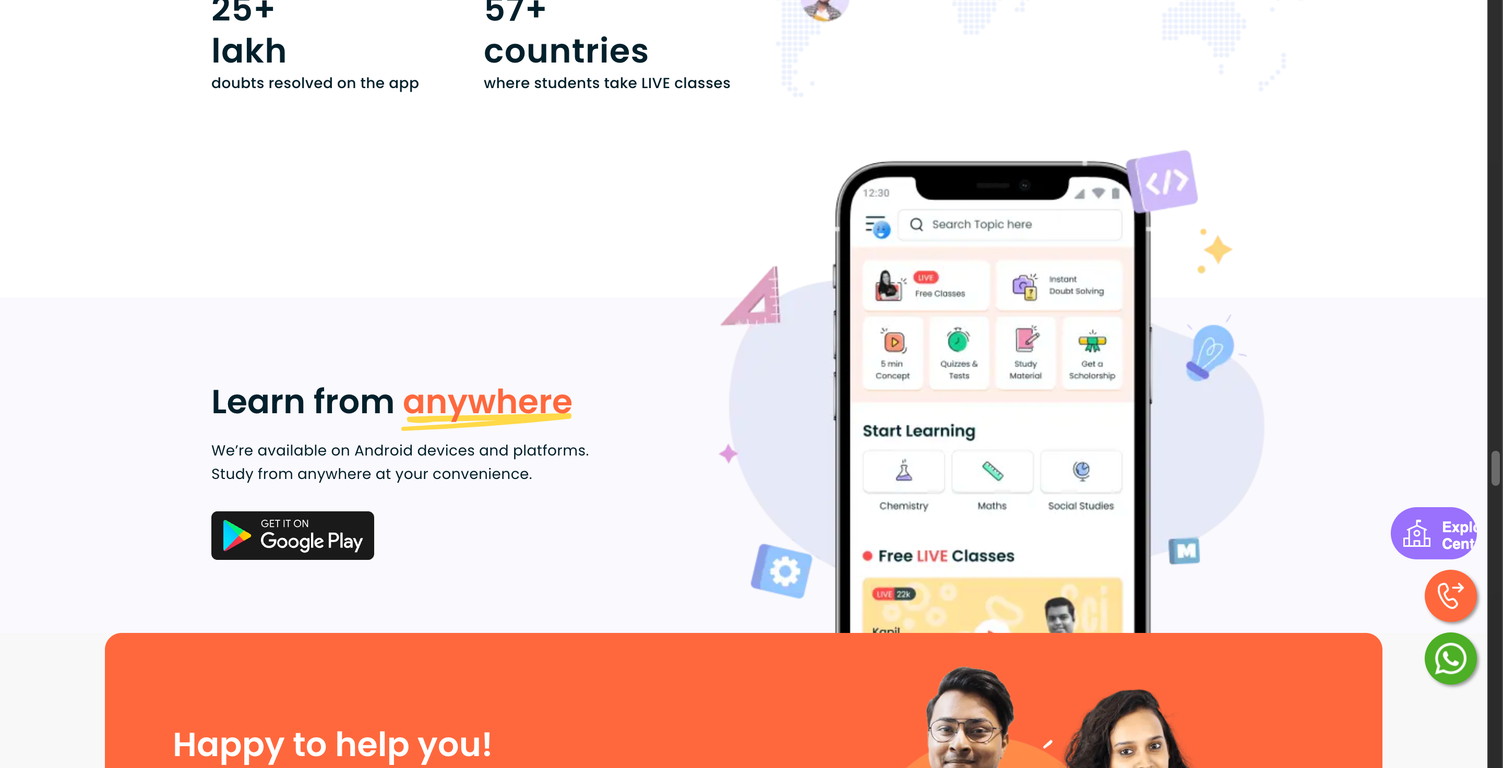 25+
lakh
doubts resolved on the app
57+
countries
where students take LIVE classes
12:30
Search Topic here
LIVE
Free Classes
Instant
Doubt Solving
5 min
Concept
Quizzes &
Tests
Study
Material
Get a
Scholorship
Start Learning
Chemistry
Maths
Social Studies
Free LIVE Classes
LIVE 22k
Kapil
Learn from anywhere
We’re available on Android devices and platforms.
Study from anywhere at your convenience.
GET IT ON
Google Play
M
</>
Happy to help you!